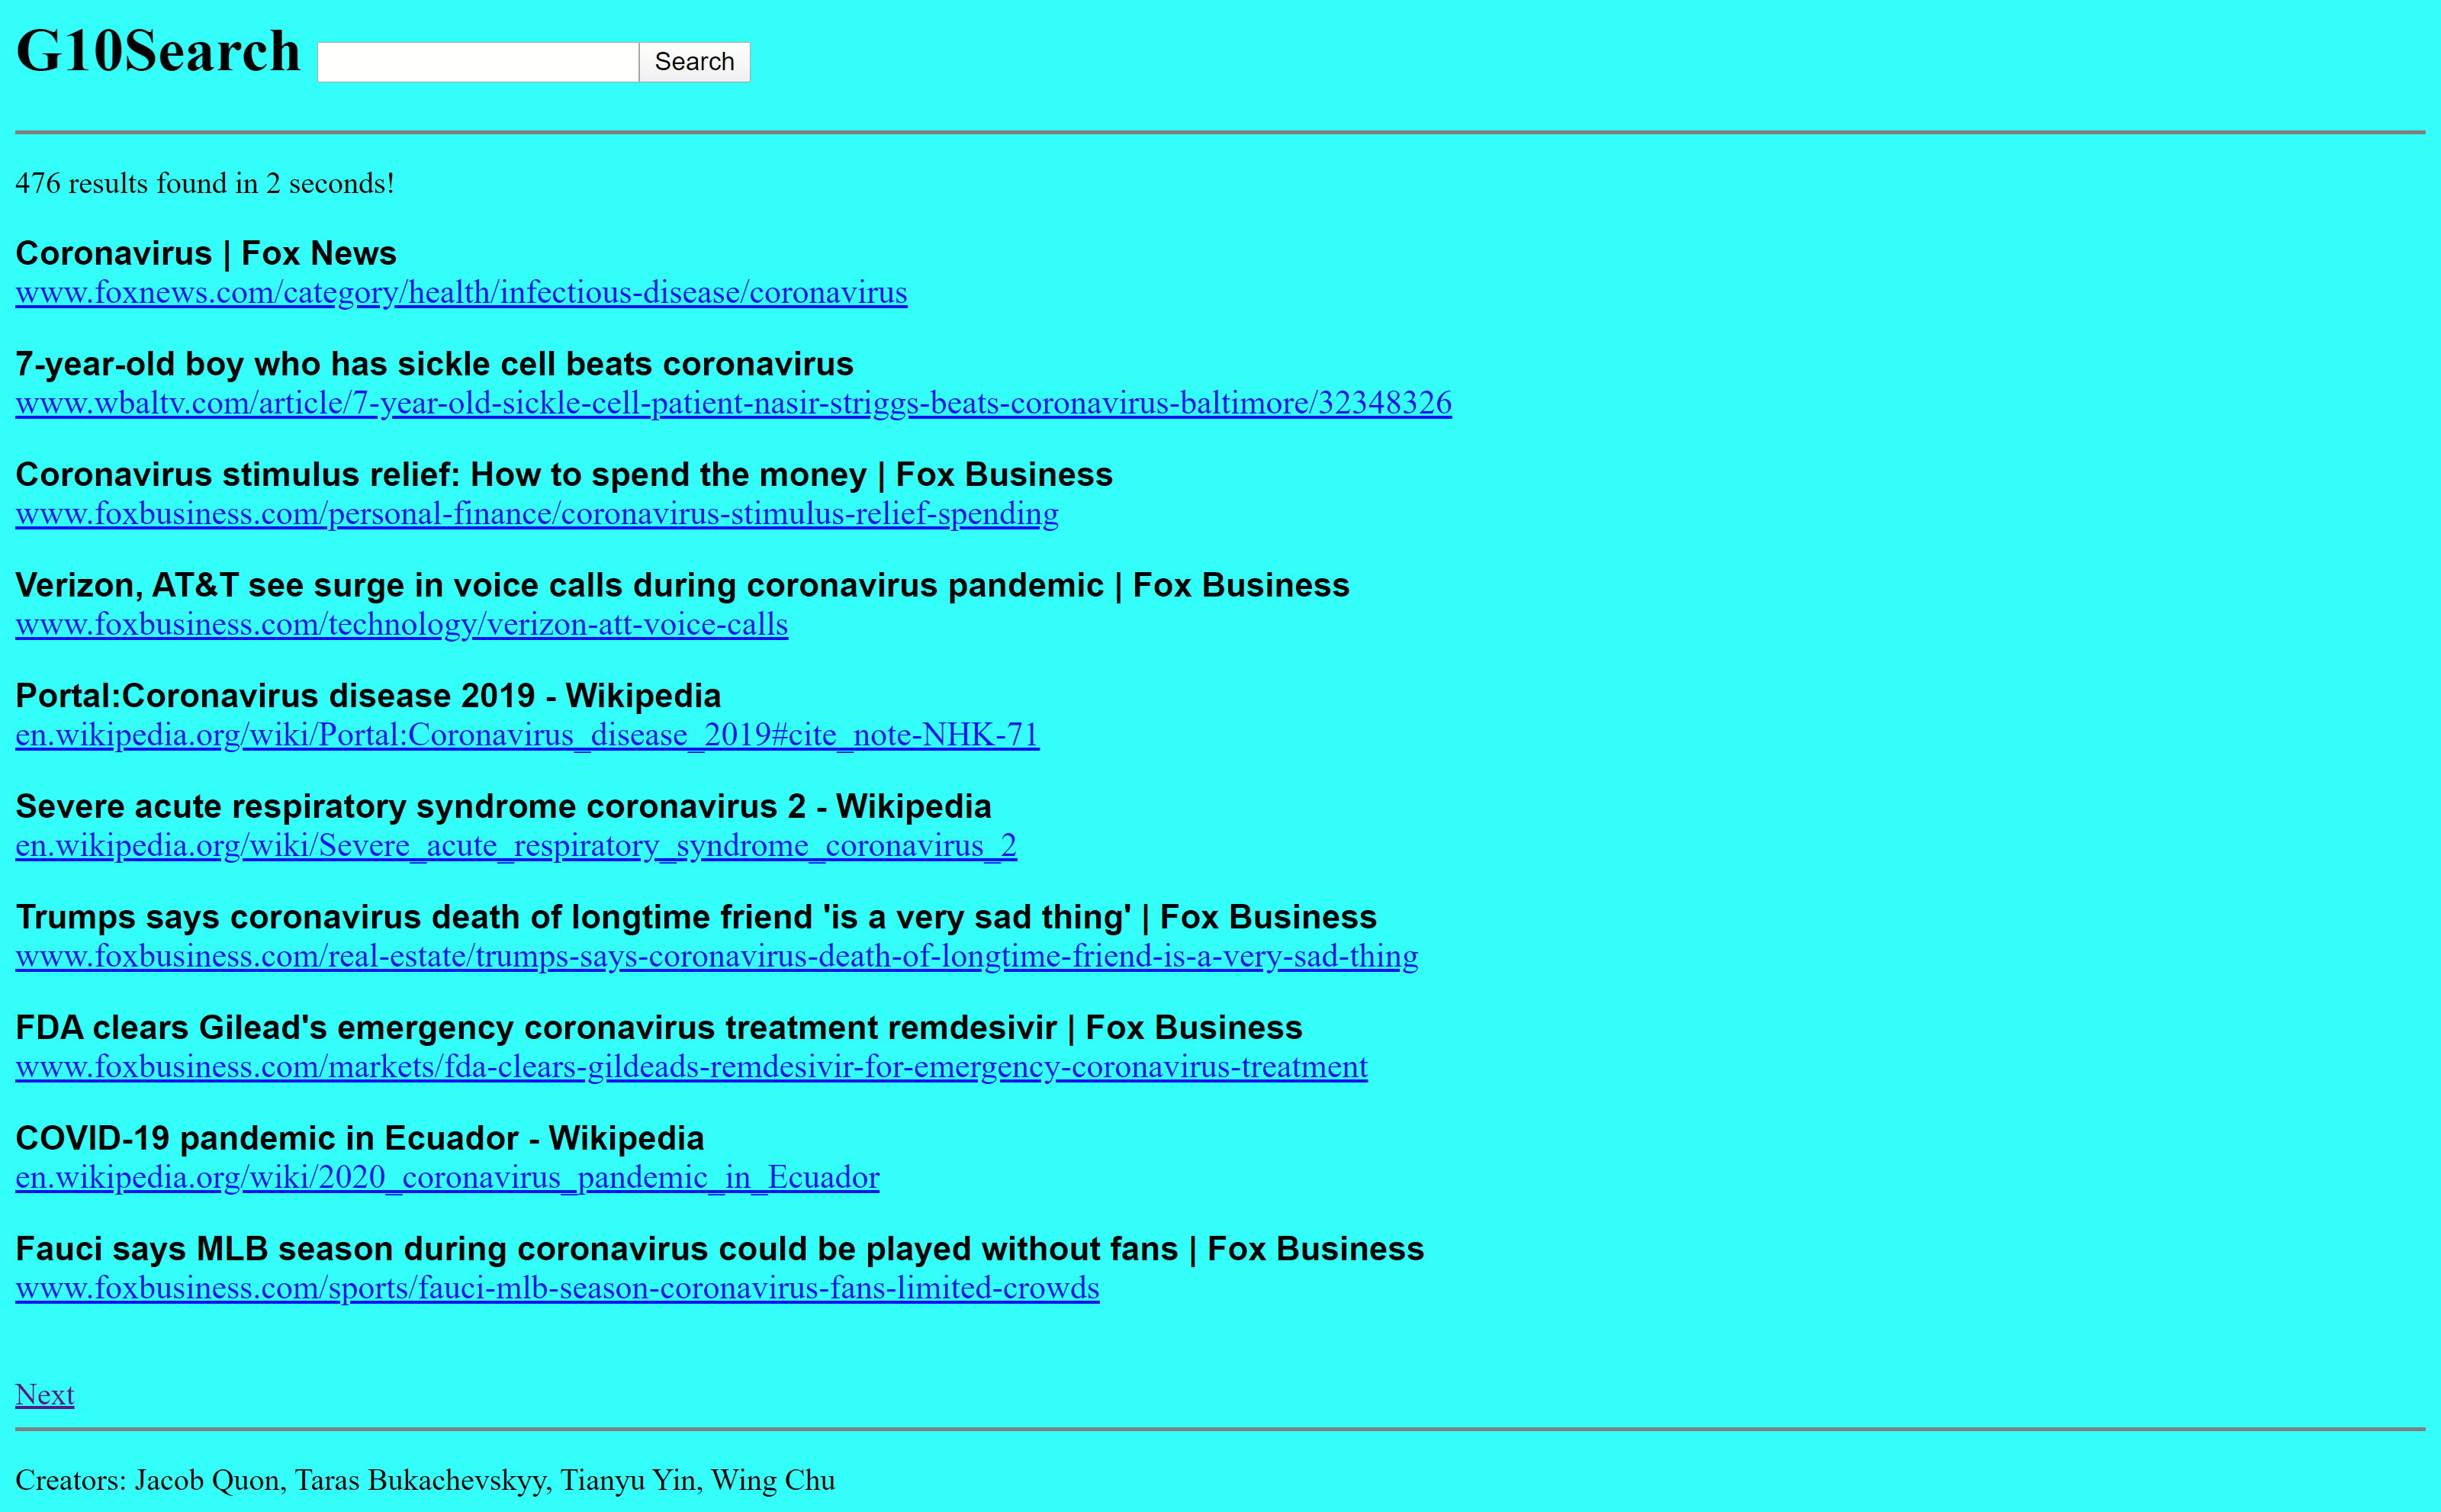 G10Search Search
476 results found in 2 seconds!
Coronavirus | Fox News
www.foxnews.com/category/health/infectious-disease/coronavirus
7-year-old boy who has sickle cell beats coronavirus
www.wbaltv.com/article/7-year-old-sickle-cell-patient-nasir-striggs-beats-coronavirus-baltimore/32348326
Coronavirus stimulus relief: How to spend the money | Fox Business
www.foxbusiness.com/personal-finance/coronavirus-stimulus-relief-spending
Verizon, AT&T see surge in voice calls during coronavirus pandemic | Fox Business
www.foxbusiness.com/technology/verizon-att-voice-calls
Portal:Coronavirus disease 2019 - Wikipedia
en.wikipedia.org/wiki/Portal:Coronavirus_disease_2019#cite_note-NHK-71
Severe acute respiratory syndrome coronavirus 2 - Wikipedia
en.wikipedia.org/wiki/Severe_acute_respiratory_syndrome_coronavirus_2
Trumps says coronavirus death of longtime friend 'is a very sad thing' | Fox Business
www.foxbusiness.com/real-estate/trumps-says-coronavirus-death-of-longtime-friend-is-a-very-sad-thing
FDA clears Gilead's emergency coronavirus treatment remdesivir | Fox Business
www.foxbusiness.com/markets/fda-clears-gildeads-remdesivir-for-emergency-coronavirus-treatment
COVID-19 pandemic in Ecuador - Wikipedia
en.wikipedia.org/wiki/2020_coronavirus_pandemic_in_Ecuador
Fauci says MLB season during coronavirus could be played without fans | Fox Business
www.foxbusiness.com/sports/fauci-mlb-season-coronavirus-fans-limited-crowds
Next
Creators: Jacob Quon, Taras Bukachevskyy, Tianyu Yin, Wing Chu